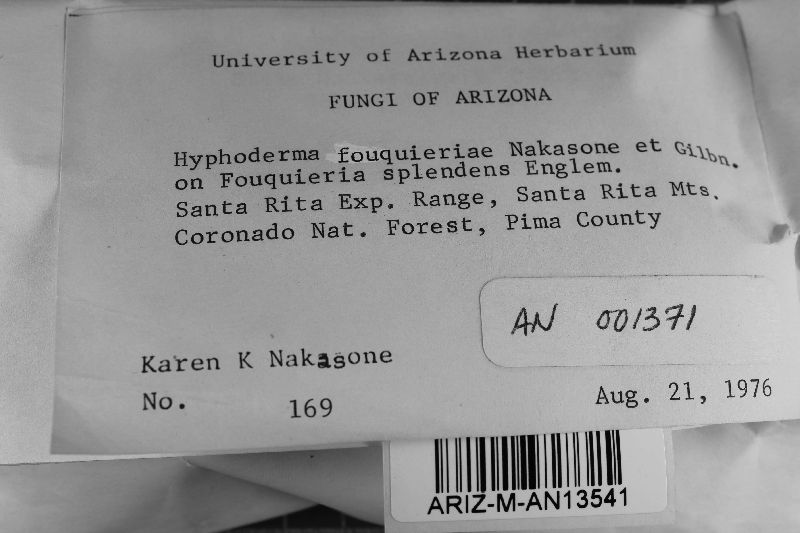 University of Arizona Herbarium
FUNGI OF ARIZONA
Hyphoderma fouquieriae Nakasone et Gilbn.
on Fouquieria splendens Englem.
Santa Rita Exp. Range, Santa Rita Mts.
Coronado Nat. Forest, Pima County
AN 001371
Karen K Nakasone
No. 169
Aug. 21, 1976
ARIZ-M-AN13541